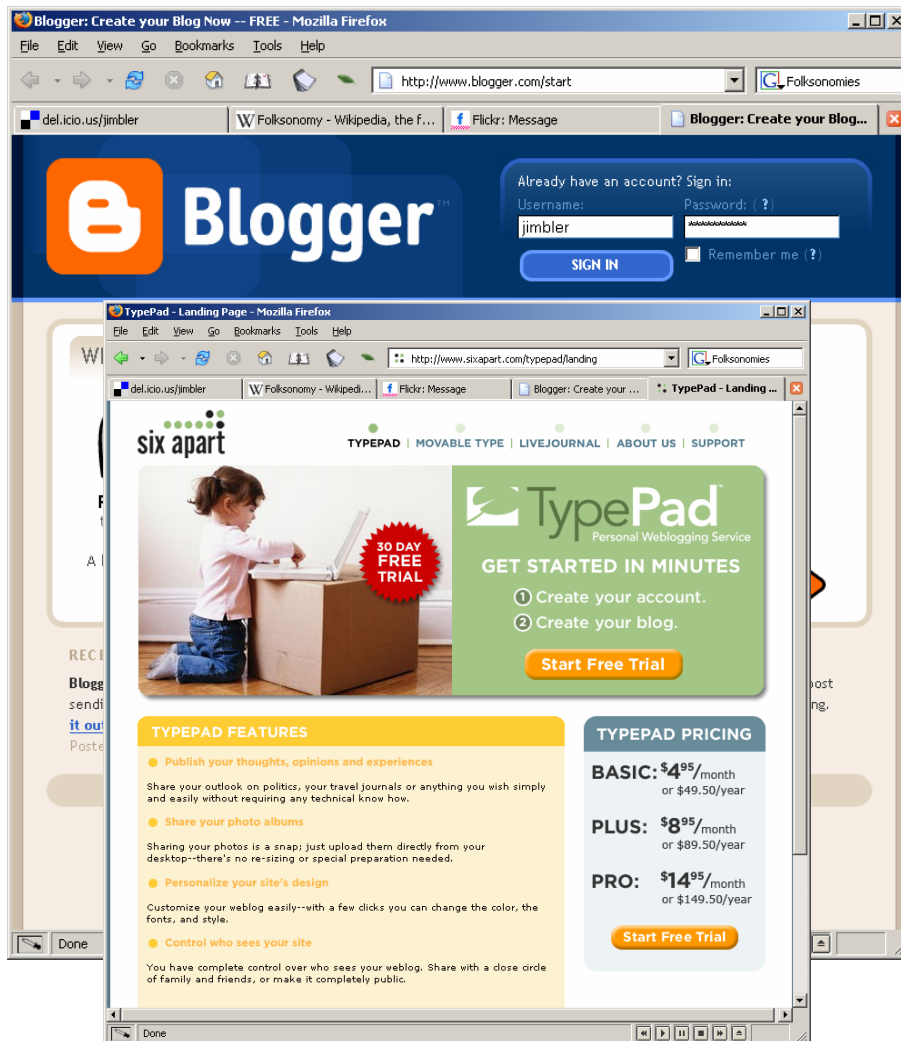 Blogger: Create your Blog Now -- FREE - Mozilla Firefox
File Edit View Go Bookmarks Tools Help
http://www.blogger.com/start
Folksonomies
del.icio.us/jimbler
Folksonomy - Wikipedia, the f...
Flickr: Message
Blogger: Create your Blog...
Blogger™
Already have an account? Sign in:
Username: Password: (?)
jimbler ***********
SIGN IN
Remember me (?)
TypePad - Landing Page - Mozilla Firefox
File Edit View Go Bookmarks Tools Help
http://www.sixapart.com/typepad/landing
Folksonomies
del.icio.us/jimbler
Folksonomy - Wikipedi...
Flickr: Message
Blogger: Create your ...
TypePad - Landing ...
six apart
TYPEPAD | MOVABLE TYPE | LIVEJOURNAL | ABOUT US | SUPPORT
30 DAY
FREE
TRIAL
TypePad™
Personal Weblogging Service
GET STARTED IN MINUTES
1 Create your account.
2 Create your blog.
Start Free Trial
TYPEPAD FEATURES
Publish your thoughts, opinions and experiences
Share your outlook on politics, your travel journals or anything you wish simply
and easily without requiring any technical know how.
Share your photo albums
Sharing your photos is a snap; just upload them directly from your
desktop--there's no re-sizing or special preparation needed.
Personalize your site's design
Customize your weblog easily--with a few clicks you can change the color, the
fonts, and style.
Control who sees your site
You have complete control over who sees your weblog. Share with a close circle
of family and friends, or make it completely public.
TYPEPAD PRICING
BASIC: $495/month
or $49.50/year
PLUS: $895/month
or $89.50/year
PRO: $1495/month
or $149.50/year
Start Free Trial
Done
sendi
it out
Done